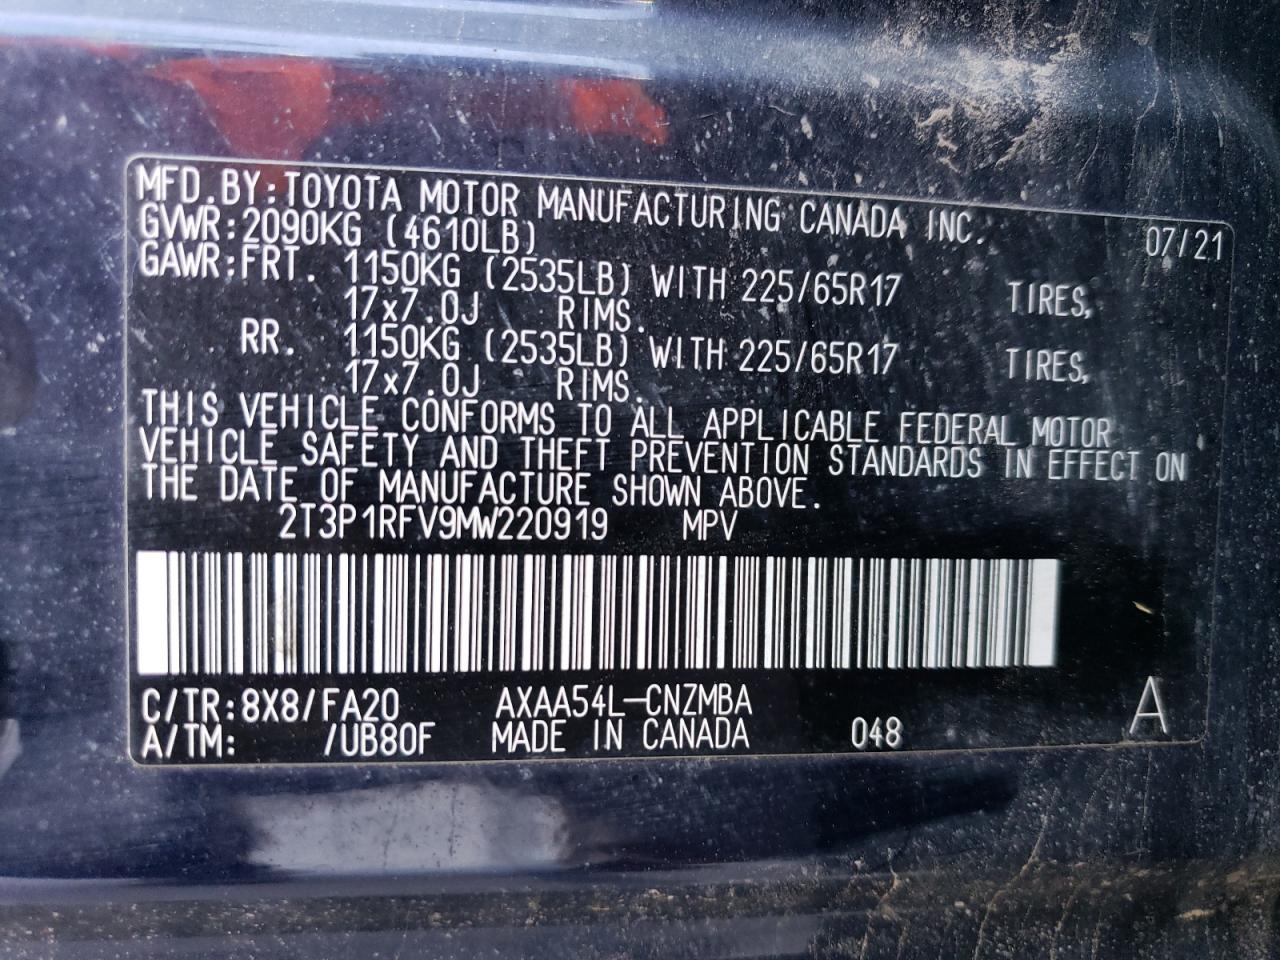 MFD.BY:TOYOTA MOTOR MANUFACTURING CANADA INC. 07/21
GVWR:2090KG (4610LB)
GAWR:FRT. 1150KG (2535LB) WITH 225/65R17 TIRES,
17x7.0J RIMS.
RR. 1150KG (2535LB) WITH 225/65R17 TIRES,
17x7.0J RIMS.
THIS VEHICLE CONFORMS TO ALL APPLICABLE FEDERAL MOTOR
VEHICLE SAFETY AND THEFT PREVENTION STANDARDS IN EFFECT ON
THE DATE OF MANUFACTURE SHOWN ABOVE.
2T3P1RFV9MW220919 MPV
C/TR:8X8/FA20 AXAA54L-CNZMBA A
A/TM: /UB80F MADE IN CANADA 048